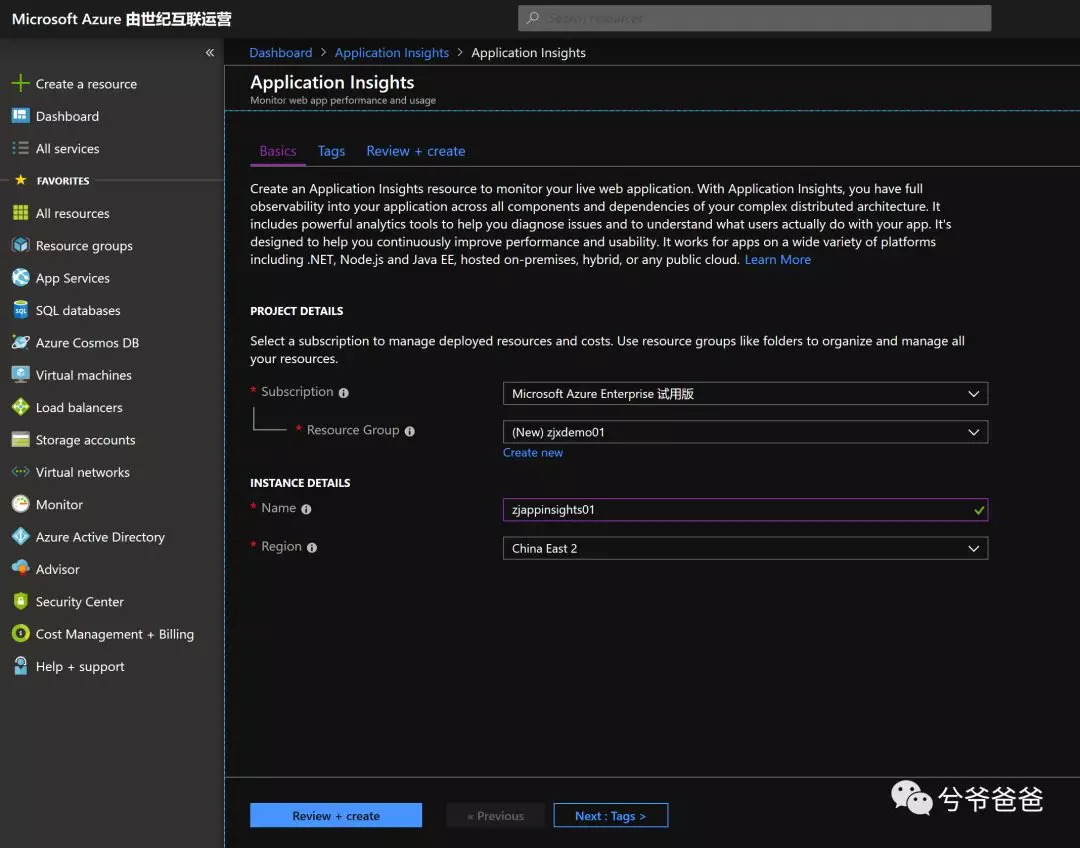 Microsoft Azure 由世纪互联运营
Search resources
«
Dashboard > Application Insights > Application Insights
Create a resource
Dashboard
All services
FAVORITES
All resources
Resource groups
App Services
SQL databases
Azure Cosmos DB
Virtual machines
Load balancers
Storage accounts
Virtual networks
Monitor
Azure Active Directory
Advisor
Security Center
Cost Management + Billing
Help + support
Application Insights
Monitor web app performance and usage
Basics Tags Review + create
Create an Application Insights resource to monitor your live web application. With Application Insights, you have full
observability into your application across all components and dependencies of your complex distributed architecture. It
includes powerful analytics tools to help you diagnose issues and to understand what users actually do with your app. It's
designed to help you continuously improve performance and usability. It works for apps on a wide variety of platforms
including .NET, Node.js and Java EE, hosted on-premises, hybrid, or any public cloud. Learn More
PROJECT DETAILS
Select a subscription to manage deployed resources and costs. Use resource groups like folders to organize and manage all
your resources.
* Subscription Microsoft Azure Enterprise 试用版
* Resource Group (New) zjxdemo01
Create new
INSTANCE DETAILS
* Name zjappinsights01
* Region China East 2
Review + create « Previous Next : Tags >
兮爷爸爸